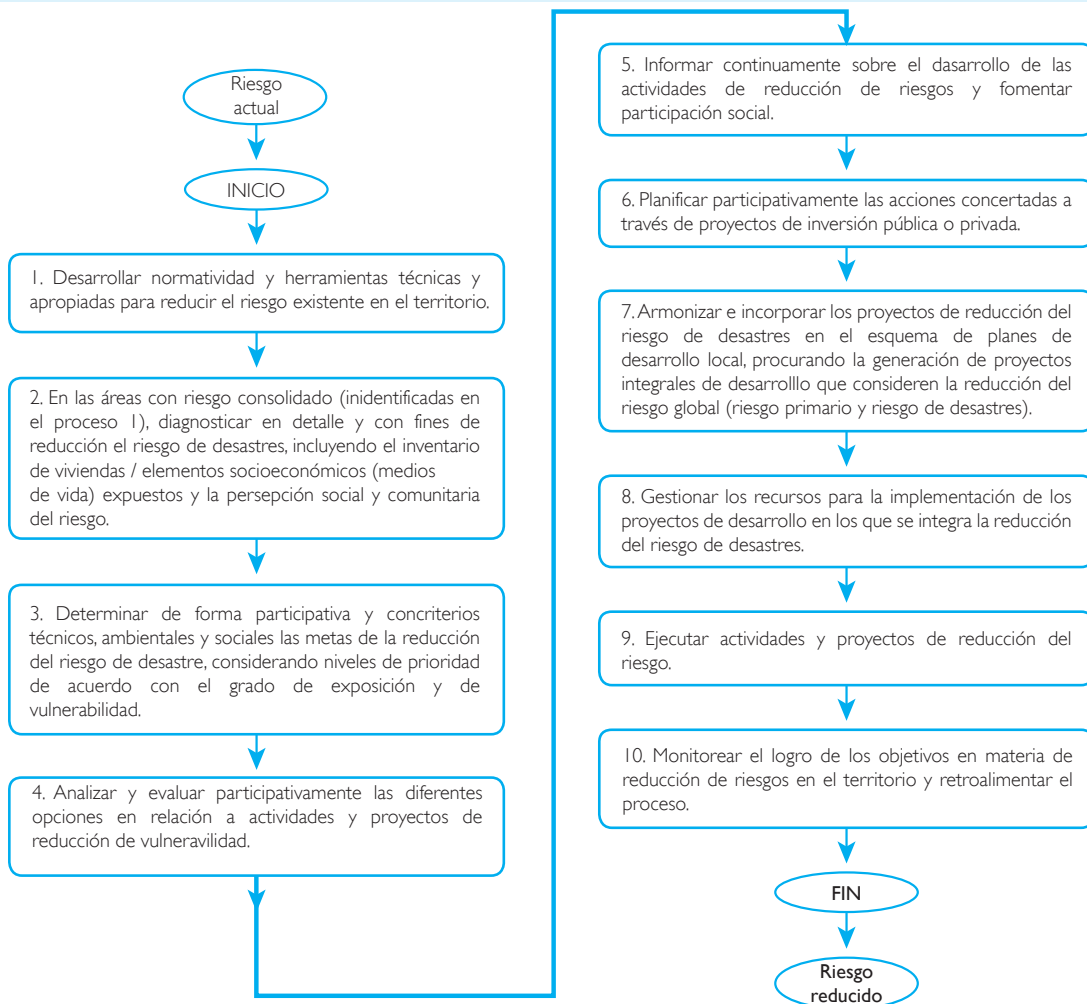 Riesgo
actual
INICIO
1. Desarrollar normatividad y herramientas técnicas y
apropiadas para reducir el riesgo existente en el territorio.
2. En las áreas con riesgo consolidado (inidentificadas en
el proceso 1), diagnosticar en detalle y con fines de
reducción el riesgo de desastres, incluyendo el inventario
de viviendas / elementos socioeconómicos (medios
de vida) expuestos y la persepción social y comunitaria
del riesgo.
3. Determinar de forma participativa y concriterios
técnicos, ambientales y sociales las metas de la reducción
del riesgo de desastre, considerando niveles de prioridad
de acuerdo con el grado de exposición y de
vulnerabilidad.
4. Analizar y evaluar participativamente las diferentes
opciones en relación a actividades y proyectos de
reducción de vulneravilidad.
5. Informar continuamente sobre el dasarrollo de las
actividades de reducción de riesgos y fomentar
participación social.
6. Planificar participativamente las acciones concertadas a
través de proyectos de inversión pública o privada.
7. Armonizar e incorporar los proyectos de reducción del
riesgo de desastres en el esquema de planes de
desarrollo local, procurando la generación de proyectos
integrales de desarrolllo que consideren la reducción del
riesgo global (riesgo primario y riesgo de desastres).
8. Gestionar los recursos para la implementación de los
proyectos de desarrollo en los que se integra la reducción
del riesgo de desastres.
9. Ejecutar actividades y proyectos de reducción del
riesgo.
10. Monitorear el logro de los objetivos en materia de
reducción de riesgos en el territorio y retroalimentar el
proceso.
FIN
Riesgo
reducido